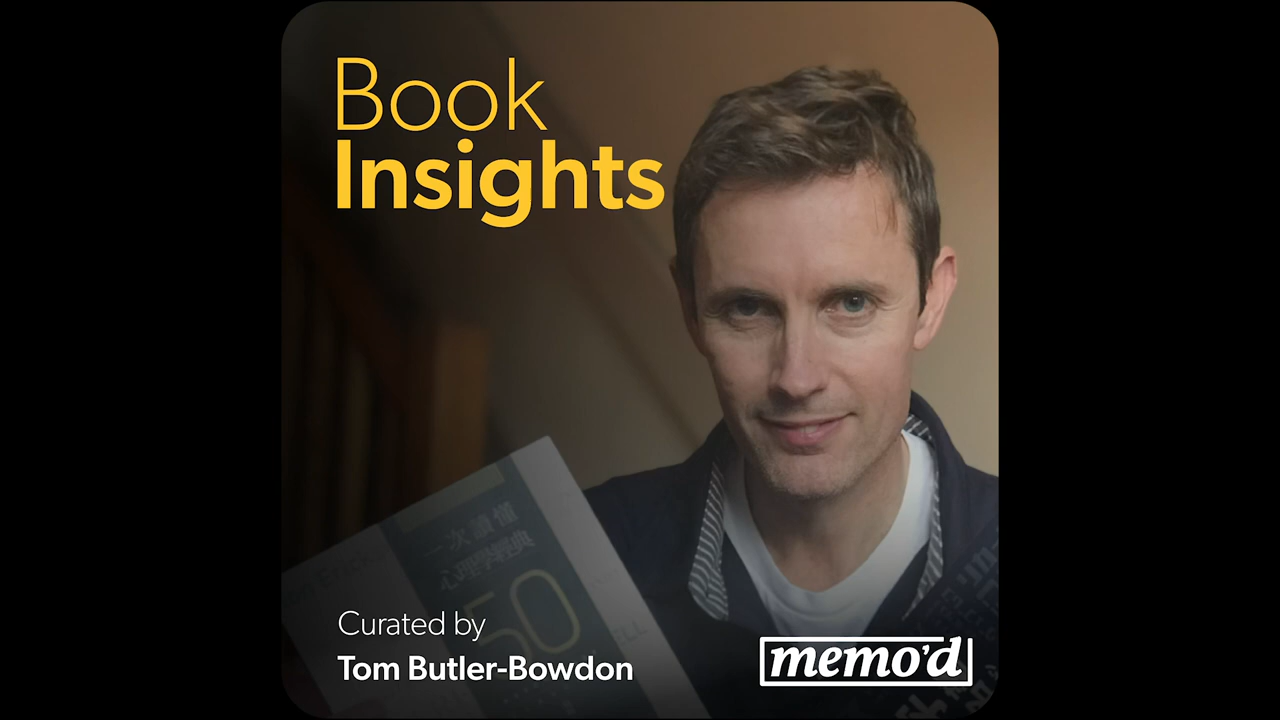 Book
Insights
一次讀懂
心理學經典
50
Curated by
Tom Butler-Bowdon
memo'd